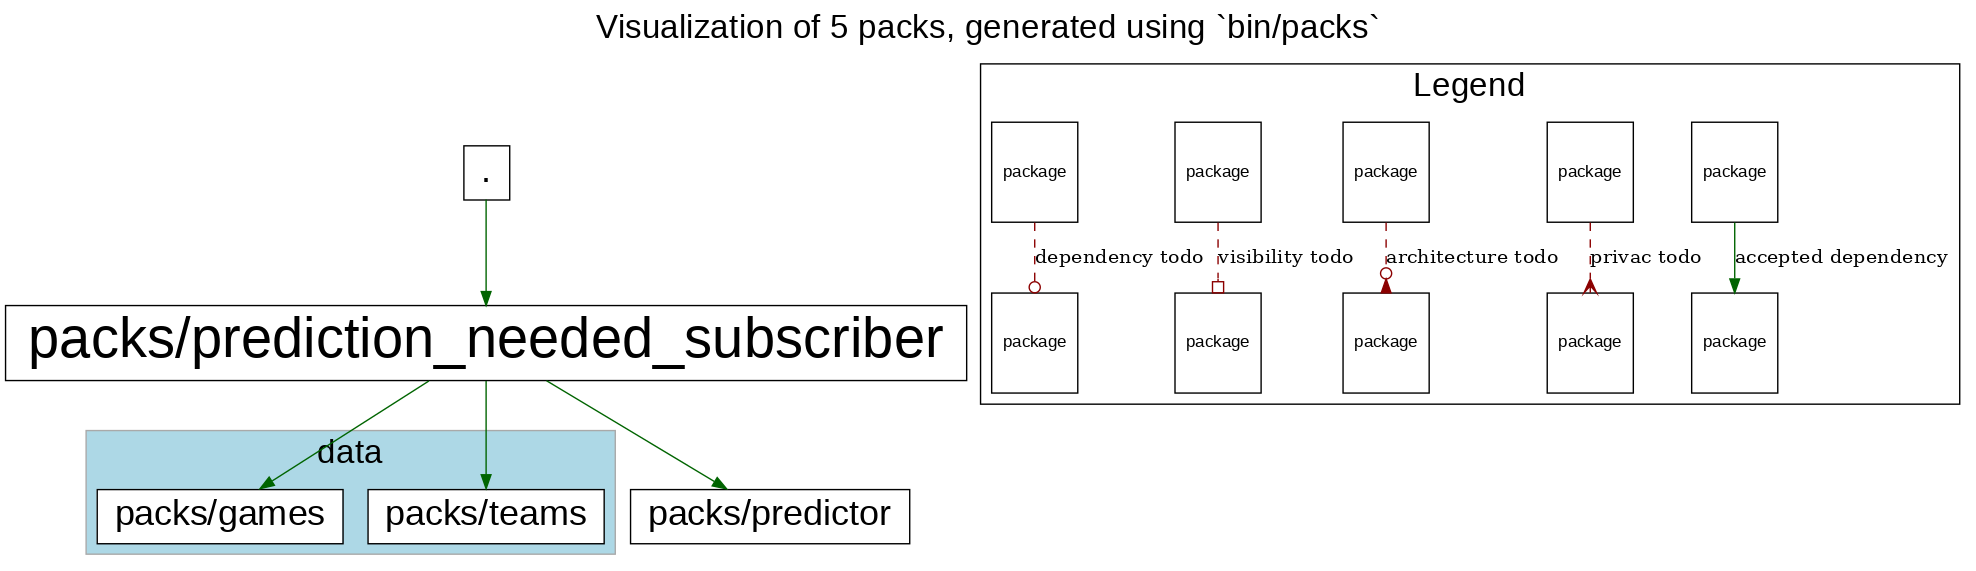 Visualization of 5 packs, generated using `bin/packs`
Legend
package
package
package
package
package
.
dependency todo
visibility todo
architecture todo
privac todo
accepted dependency
packs/prediction_needed_subscriber
package
package
package
package
package
data
packs/games
packs/teams
packs/predictor